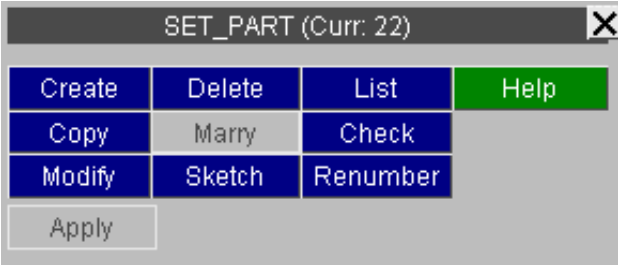 SET_PART (Curr: 22)
Create Delete List Help
Copy Marry Check
Modify Sketch Renumber
Apply